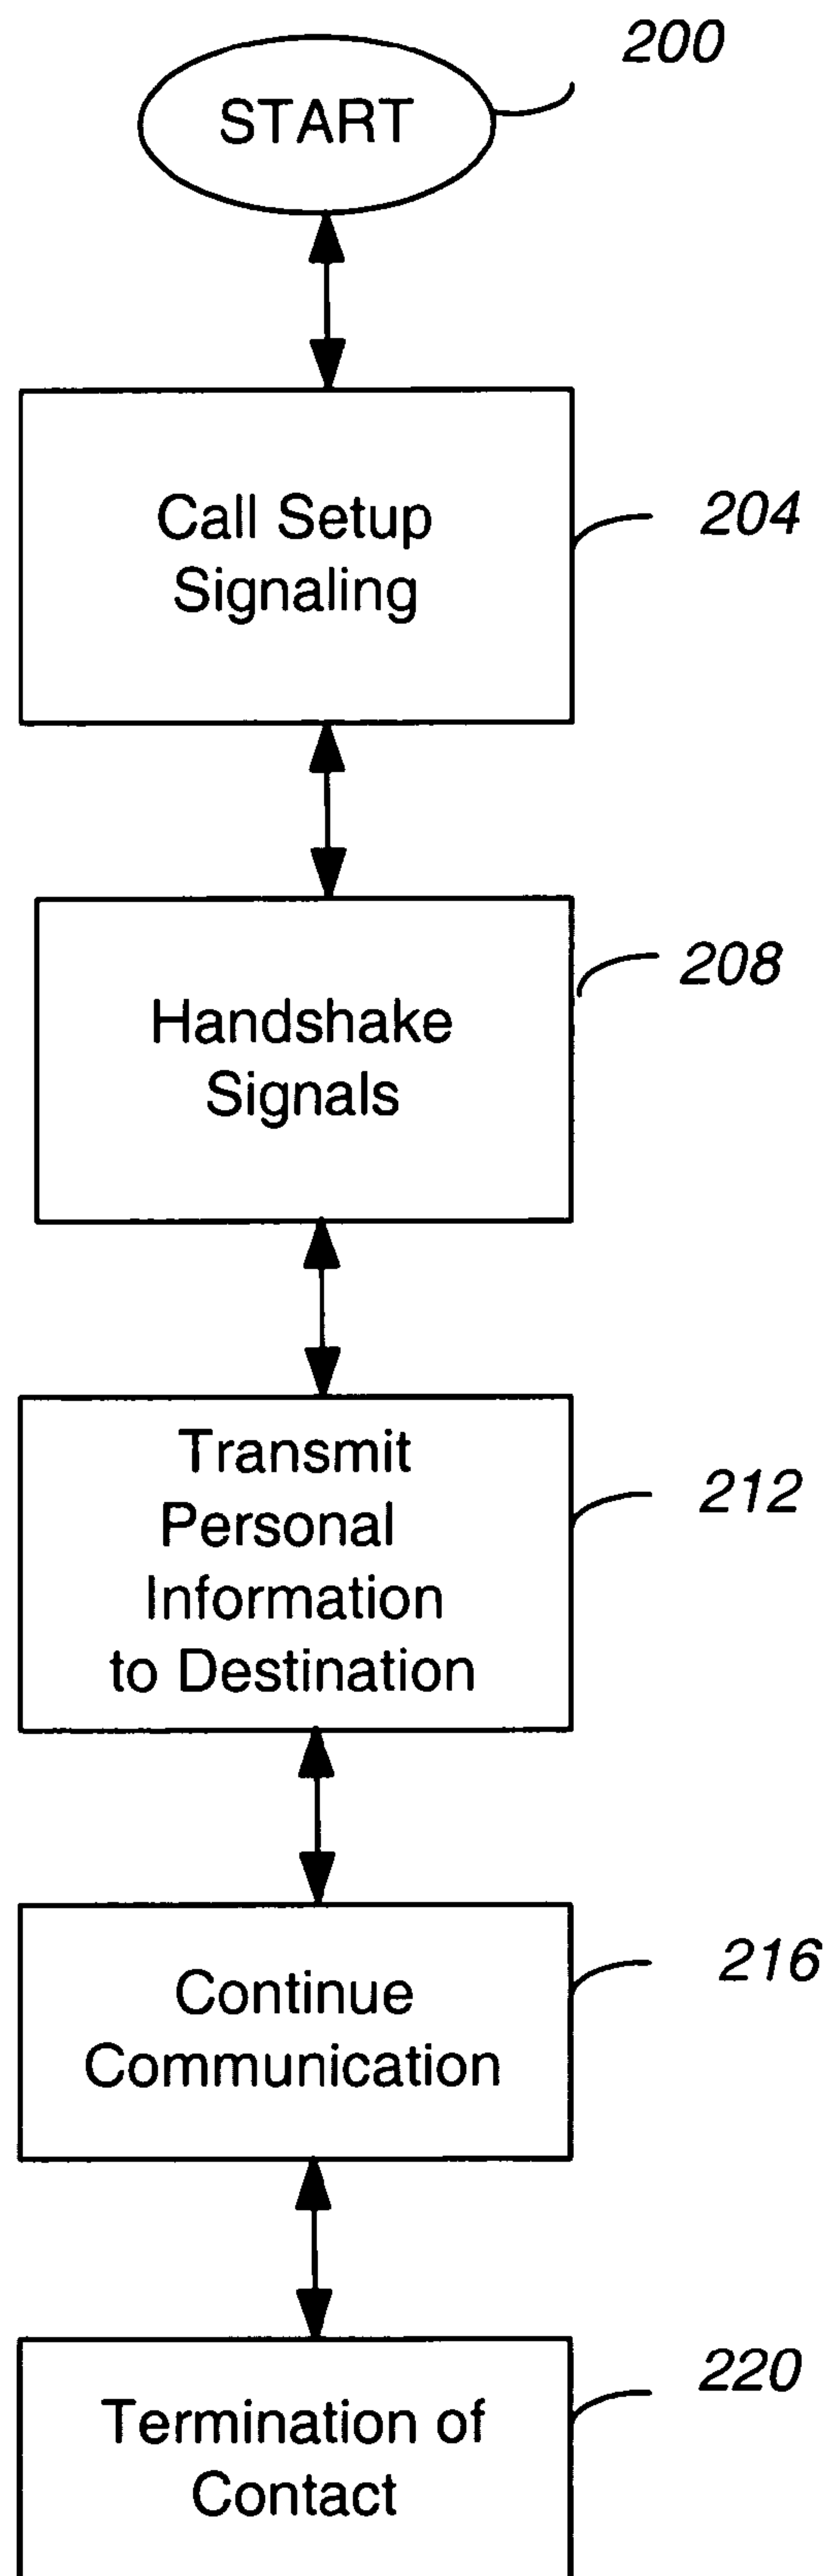 200
START
Call Setup
Signaling
204
Handshake
Signals
208
Transmit
Personal
Information
to Destination
212
Continue
Communication
216
Termination of
Contact
220